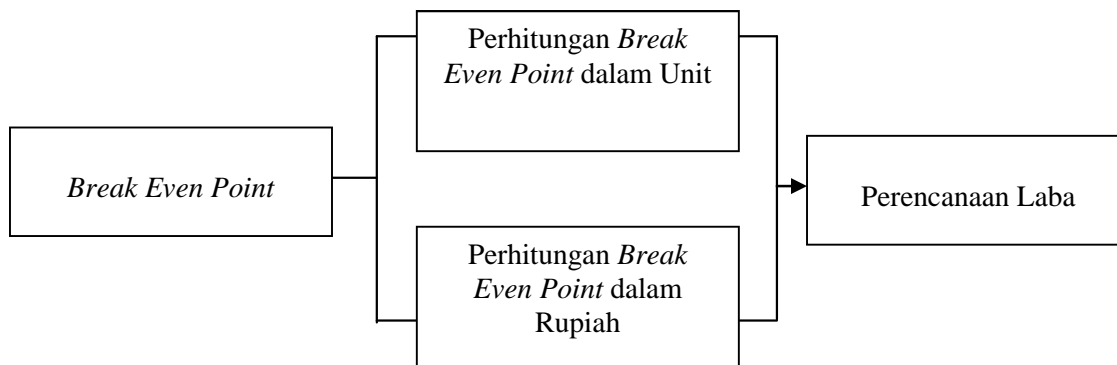 Break Even Point
Perhitungan Break
Even Point dalam Unit
Perhitungan Break
Even Point dalam
Rupiah
Perencanaan Laba